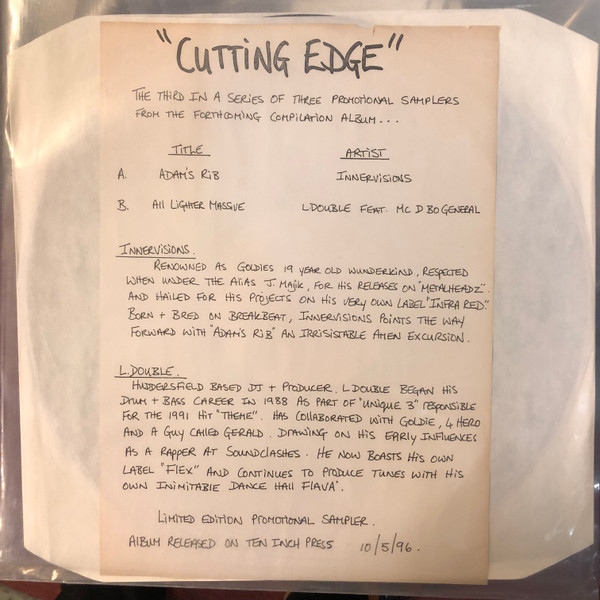 "CUTTING EDGE"
THE THIRD IN A SERIES OF THREE PROMOTIONAL SAMPLERS
FROM THE FORTHCOMING COMPILATION ALBUM...
TITLE ARTIST
A. ADAM'S RIB INNERVISIONS
B. All LIGHTER MASSIVE LDOUBLE FEAT. MC D BO GENERAL
INNERVISIONS.
RENOWNED AS GOLDIES 19 YEAR OLD WUNDERKIND, RESPECTED
WHEN UNDER THE AliAS J. MAJIK, FOR HIS RELEASES ON "METALHEADZ".
AND HAILED FOR HIS PROJECTS ON HIS VERY OWN LABEL "INFRA RED."
BORN + BRED ON BREAKBEAT, INNERVISIONS POINTS THE WAY
FORWARD WITH "ADAM'S RIB" AN IRRISISTABLE AMEN EXCURSION.
L.DOUBLE.
HUDDERSFIELD BASED DJ + PRODUCER, L DOUBLE BEGAN HIS
DRUM + BASS CAREER IN 1988 AS PART OF "UNIQUE 3" RESPONSIBLE
FOR THE 1991 HIT "THEME". HAS COLLABORATED WITH GOLDIE, 4 HERO
AND A GUY CALLED GERALD. DRAWING ON HIS EARLY INFLUENCES
AS A RAPPER AT SOUNDCLASHES. HE NOW BOASTS HIS OWN
LABEL "FLEX" AND CONTINUES TO PRODUCE TUNES WITH HIS
OWN INIMITABLE DANCE HALL FLAVA'.
LIMITED EDITION PROMOTIONAL SAMPLER.
ALBUM RELEASED ON TEN INCH PRESS 10/5/96.